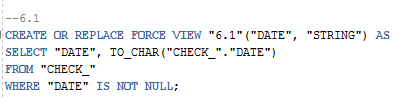 --6.1
CREATE OR REPLACE FORCE VIEW "6.1"("DATE", "STRING") AS
SELECT "DATE", TO_CHAR("CHECK_"."DATE")
FROM "CHECK_"
WHERE "DATE" IS NOT NULL;